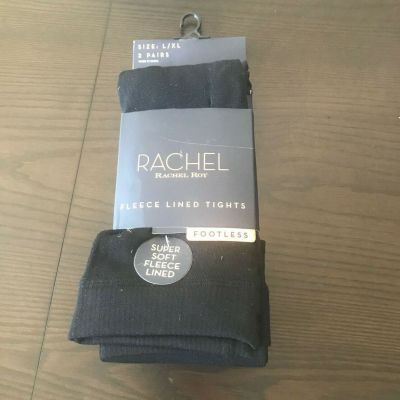 SIZE: L/XL
2 PAIRS
RACHEL
RACHEL ROY
FLEECE LINED TIGHTS
FOOTLESS
SUPER
SOFT
FLEECE
LINED